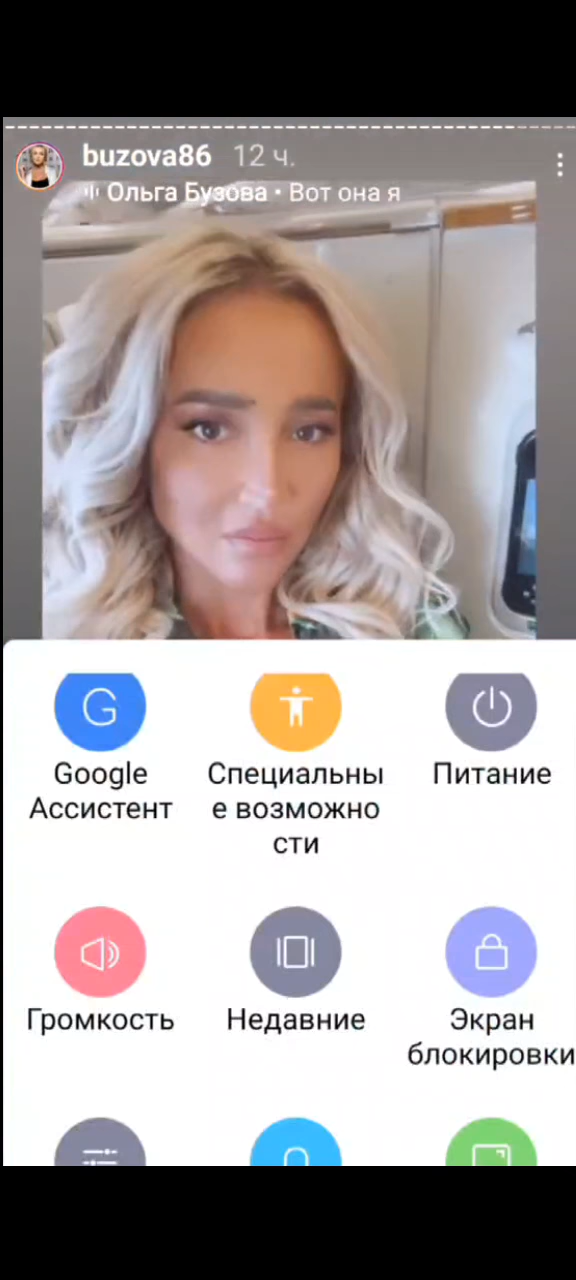 buzova86 12 ч.
Ольга Бузова • Вот она я
Google
Ассистент
Специальны
е возможно
сти
Питание
Громкость
Недавние
Экран
блокировки